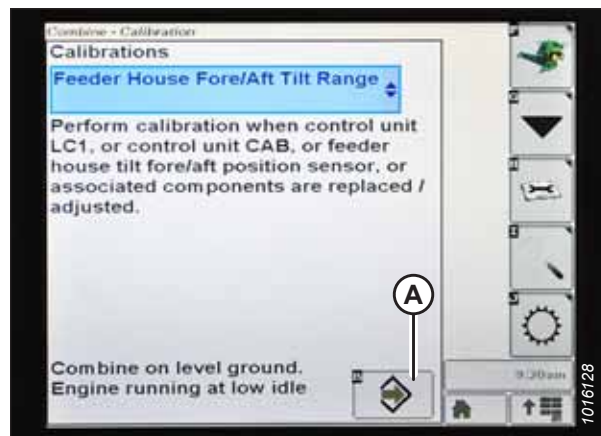 Combine - Calibration
Calibrations
Feeder House Fore/Aft Tilt Range
Perform calibration when control unit
LC1, or control unit CAB, or feeder
house tilt fore/aft position sensor, or
associated components are replaced /
adjusted.
A
Combine on level ground.
Engine running at low idle
1016128